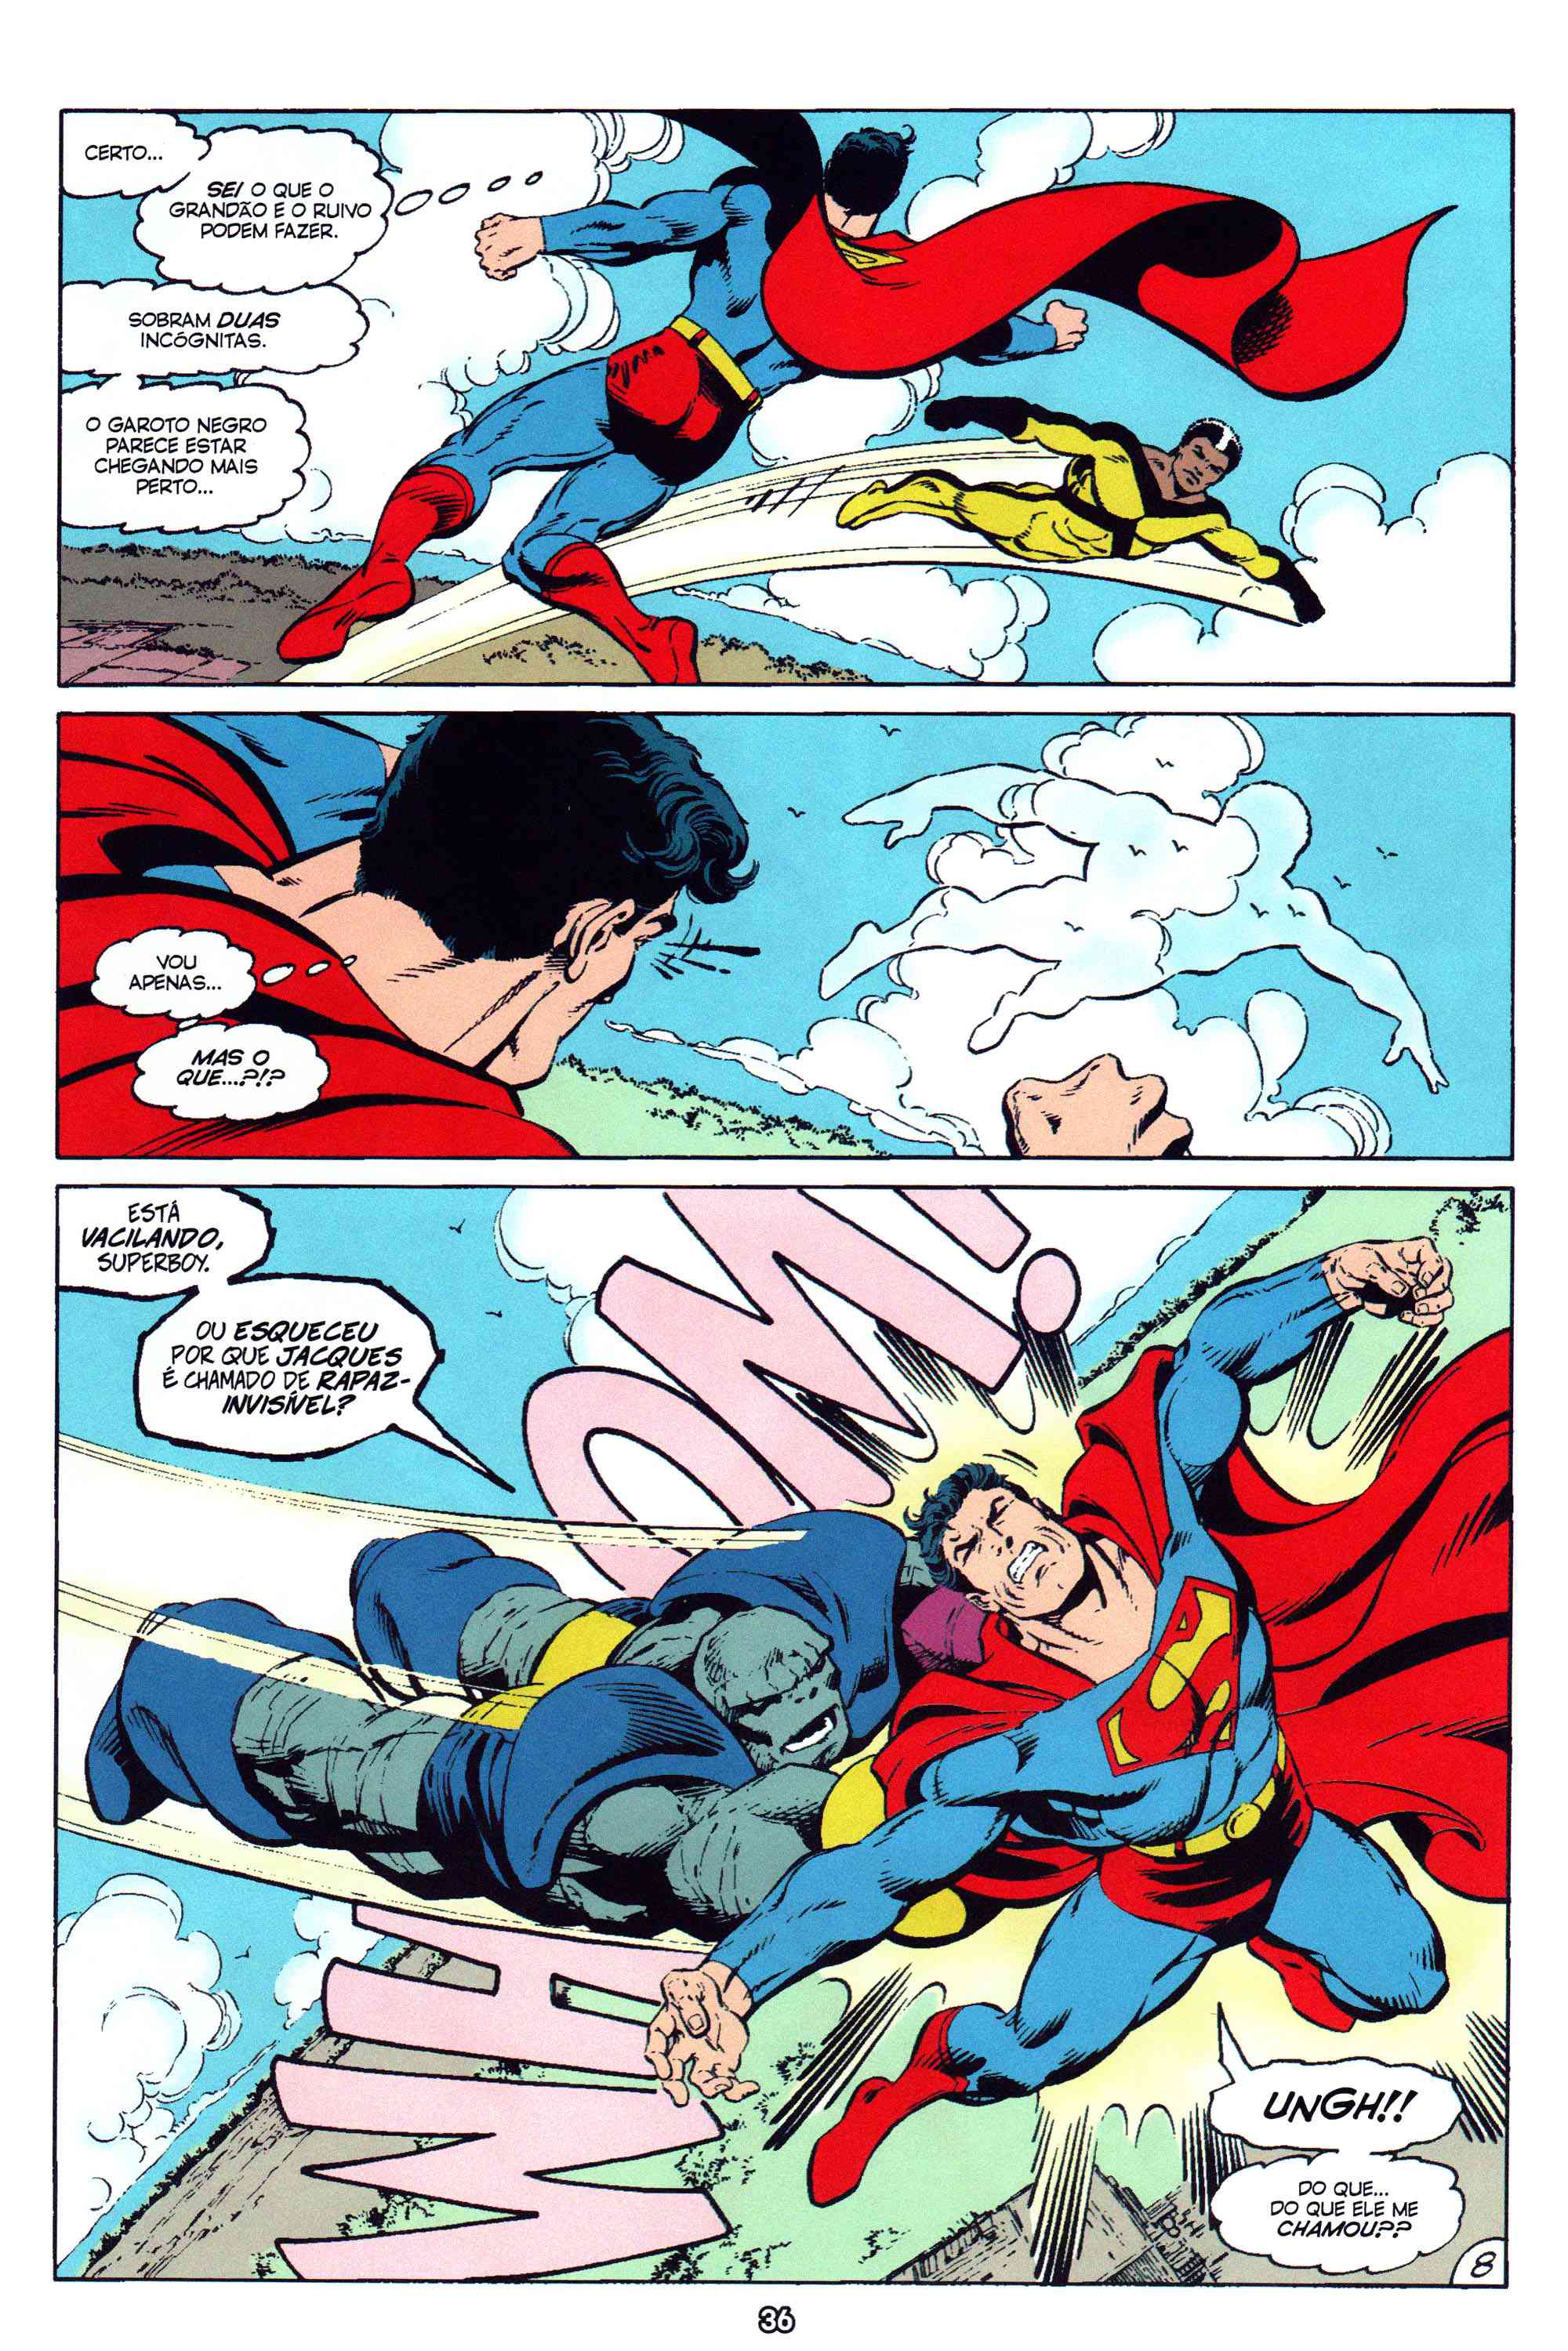 CERTO...
SEI O QUE O
GRANDÃO E O RUIVO
PODEM FAZER.
SOBRAM DUAS
INCÓGNITAS.
O GAROTO NEGRO
PARECE ESTAR
CHEGANDO MAIS
PERTO...
VOU
APENAS...
MAS O
QUE...?!?
ESTÁ
VACILANDO,
SUPERBOY.
OU ESQUECEU
POR QUE JACQUES
É CHAMADO DE RAPAZ-
INVISÍVEL?
WHOM!
UNGH!!
DO QUE...
DO QUE ELE ME
CHAMOU??
8
36